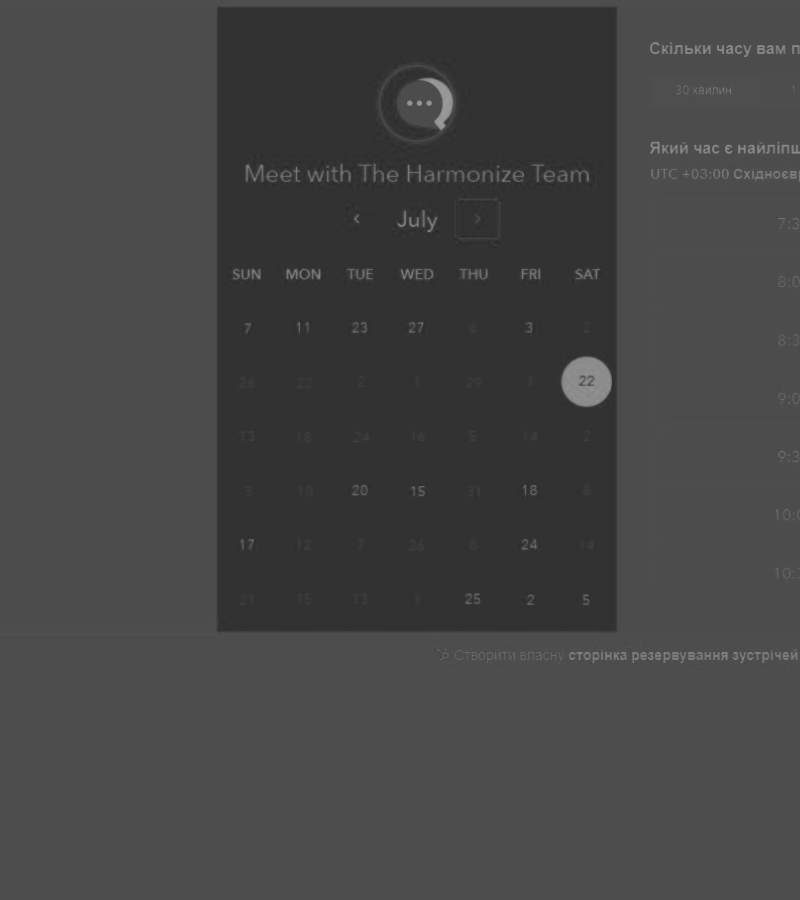 Meet with The Harmonize Team
‹ July ›
SUN MON TUE WED THU FRI SAT
7 11 23 27 4 3 2
26 22 2 1 29 7 22
13 18 24 16 5 14 2
3 10 20 15 31 18 6
17 12 7 26 8 24 14
21 15 13 1 25 2 5
Скільки часу вам п
30 хвилин 1
Який час є найліпш
UTC +03:00 Східноєвр
7:3
8:0
8:3
9:0
9:3
10:0
10:3
Створити власну сторінка резервування зустрічей